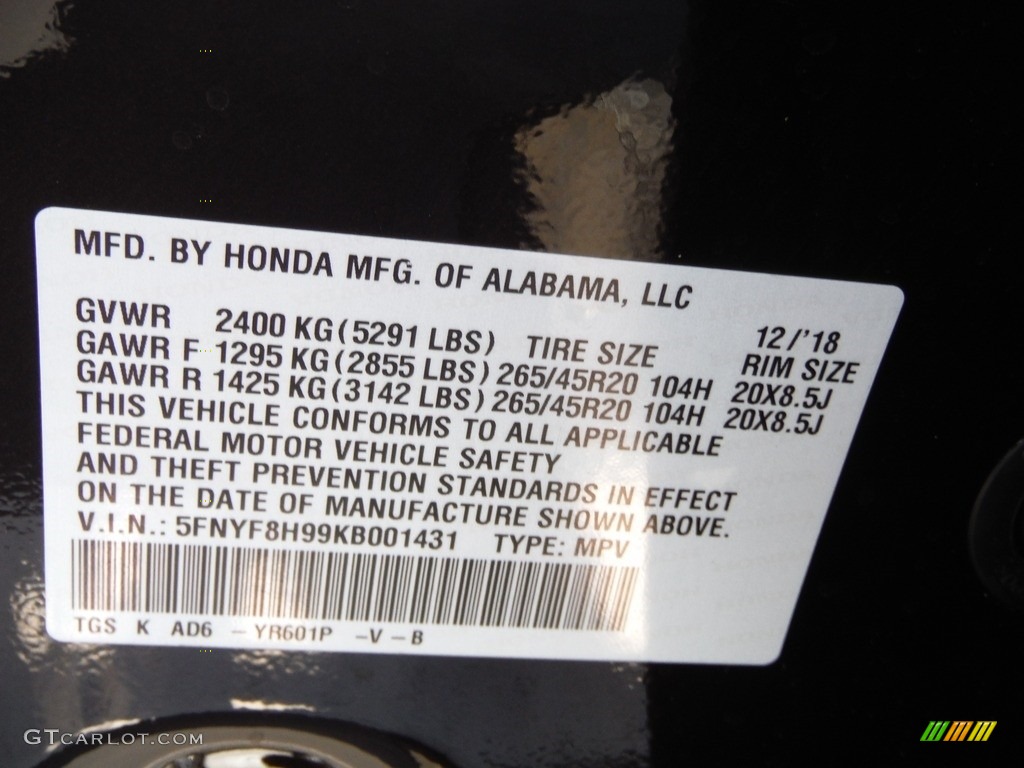 MFD. BY HONDA MFG. OF ALABAMA, LLC
12/'18
GVWR 2400 KG(5291 LBS) TIRE SIZE RIM SIZE
GAWR F 1295 KG(2855 LBS) 265/45R20 104H 20X8.5J
GAWR R 1425 KG(3142 LBS) 265/45R20 104H 20X8.5J
THIS VEHICLE CONFORMS TO ALL APPLICABLE
FEDERAL MOTOR VEHICLE SAFETY
AND THEFT PREVENTION STANDARDS IN EFFECT
ON THE DATE OF MANUFACTURE SHOWN ABOVE.
V.I.N.: 5FNYF8H99KB001431 TYPE: MPV
TGS K AD6 - YR601P -V-B
GTCARLOT.COM